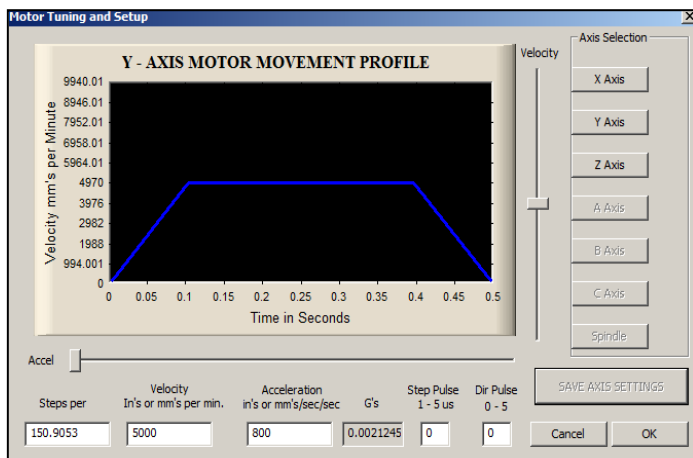 Motor Tuning and Setup
Y - AXIS MOTOR MOVEMENT PROFILE
Velocity mm's per Minute
9940.01
8946.01
7952.01
6958.01
5964.01
4970
3976
2982
1988
994.001
0
0 0.05 0.1 0.15 0.2 0.25 0.3 0.35 0.4 0.45 0.5
Time in Seconds
Velocity
Axis Selection
X Axis
Y Axis
Z Axis
A Axis
B Axis
C Axis
Spindle
Accel
Steps per
Velocity
In's or mm's per min.
Acceleration
in's or mm's/sec/sec
G's
Step Pulse
1 - 5 us
Dir Pulse
0 - 5
150.9053 5000 800 0.0021245 0 0
SAVE AXIS SETTINGS
Cancel OK